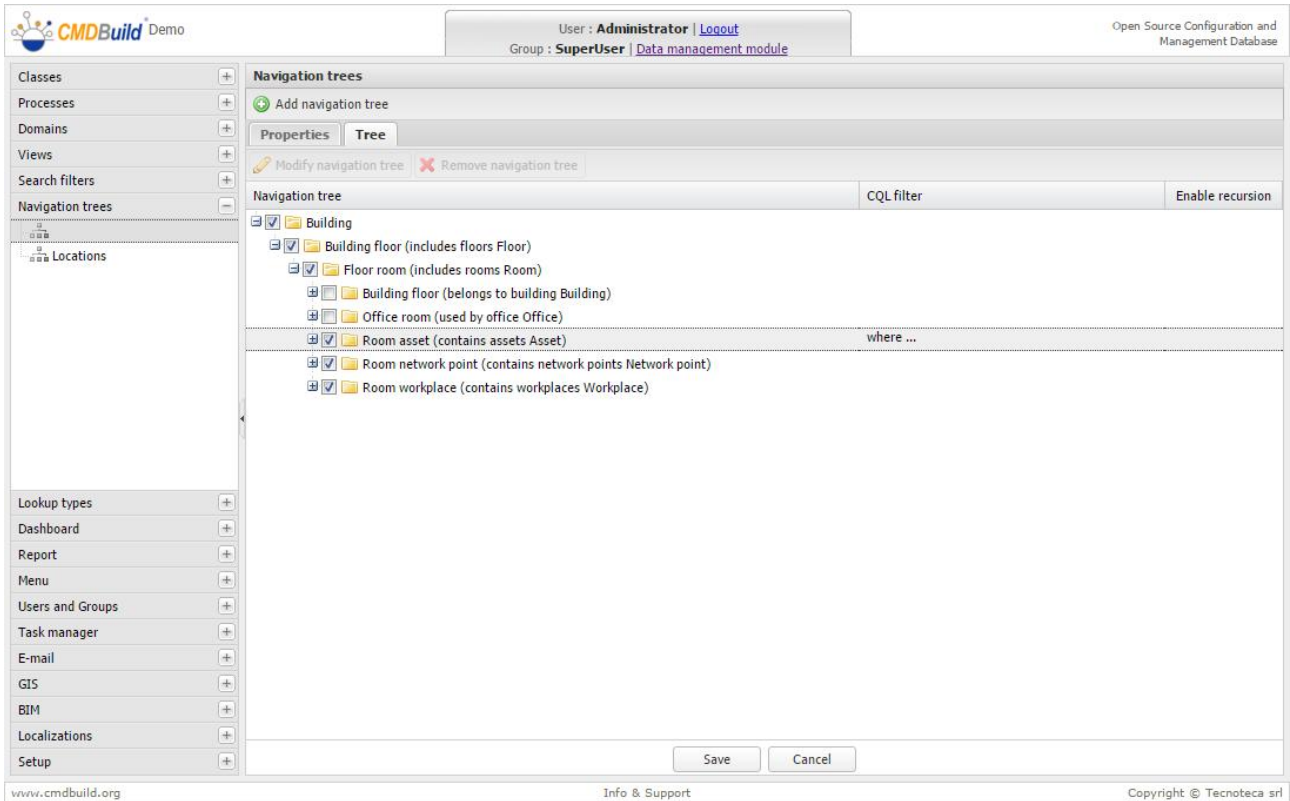 CMDBuild Demo
User : Administrator | Logout
Group : SuperUser | Data management module
Open Source Configuration and
Management Database
Classes
Processes
Domains
Views
Search filters
Navigation trees
Locations
Lookup types
Dashboard
Report
Menu
Users and Groups
Task manager
E-mail
GIS
BIM
Localizations
Setup
Navigation trees
Add navigation tree
Properties Tree
Modify navigation tree Remove navigation tree
Navigation tree CQL filter Enable recursion
Building
Building floor (includes floors Floor)
Floor room (includes rooms Room)
Building floor (belongs to building Building)
Office room (used by office Office)
Room asset (contains assets Asset) where ...
Room network point (contains network points Network point)
Room workplace (contains workplaces Workplace)
Save Cancel
www.cmdbuild.org Info & Support Copyright © Tecnoteca srl